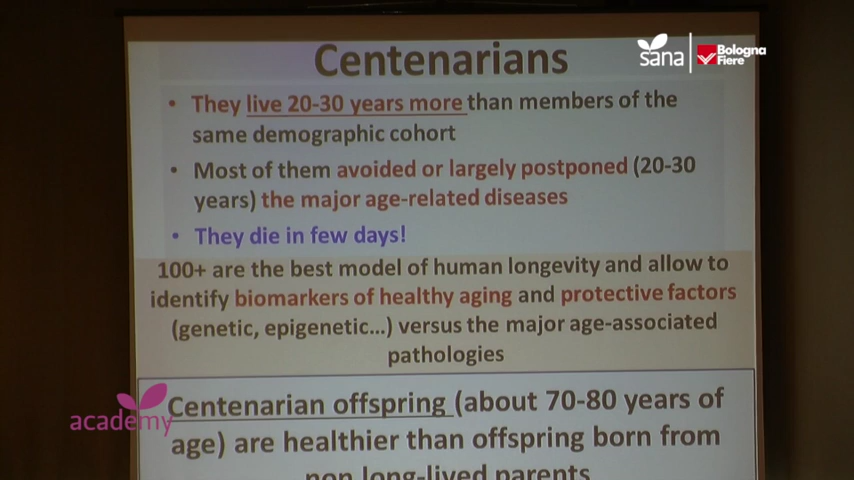 Centenarians
sana
Bologna
Fiere
• They live 20-30 years more than members of the
same demographic cohort
• Most of them avoided or largely postponed (20-30
years) the major age-related diseases
• They die in few days!
100+ are the best model of human longevity and allow to
identify biomarkers of healthy aging and protective factors
(genetic, epigenetic...) versus the major age-associated
pathologies
academy
Centenarian offspring (about 70-80 years of
age) are healthier than offspring born from
non long-lived parents